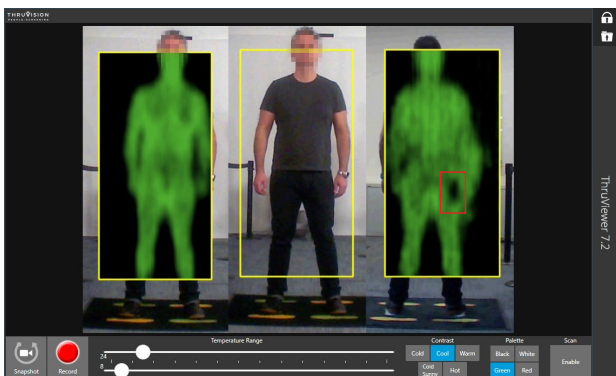 THRUVISION
PEOPLE SCREENING
ThruViewer 7.2
Temperature Range
24
8
Snapshot
Record
Contrast
Cold Cool Warm
Cold Sunny Hot
Palette
Black White
Green Red
Scan
Enable